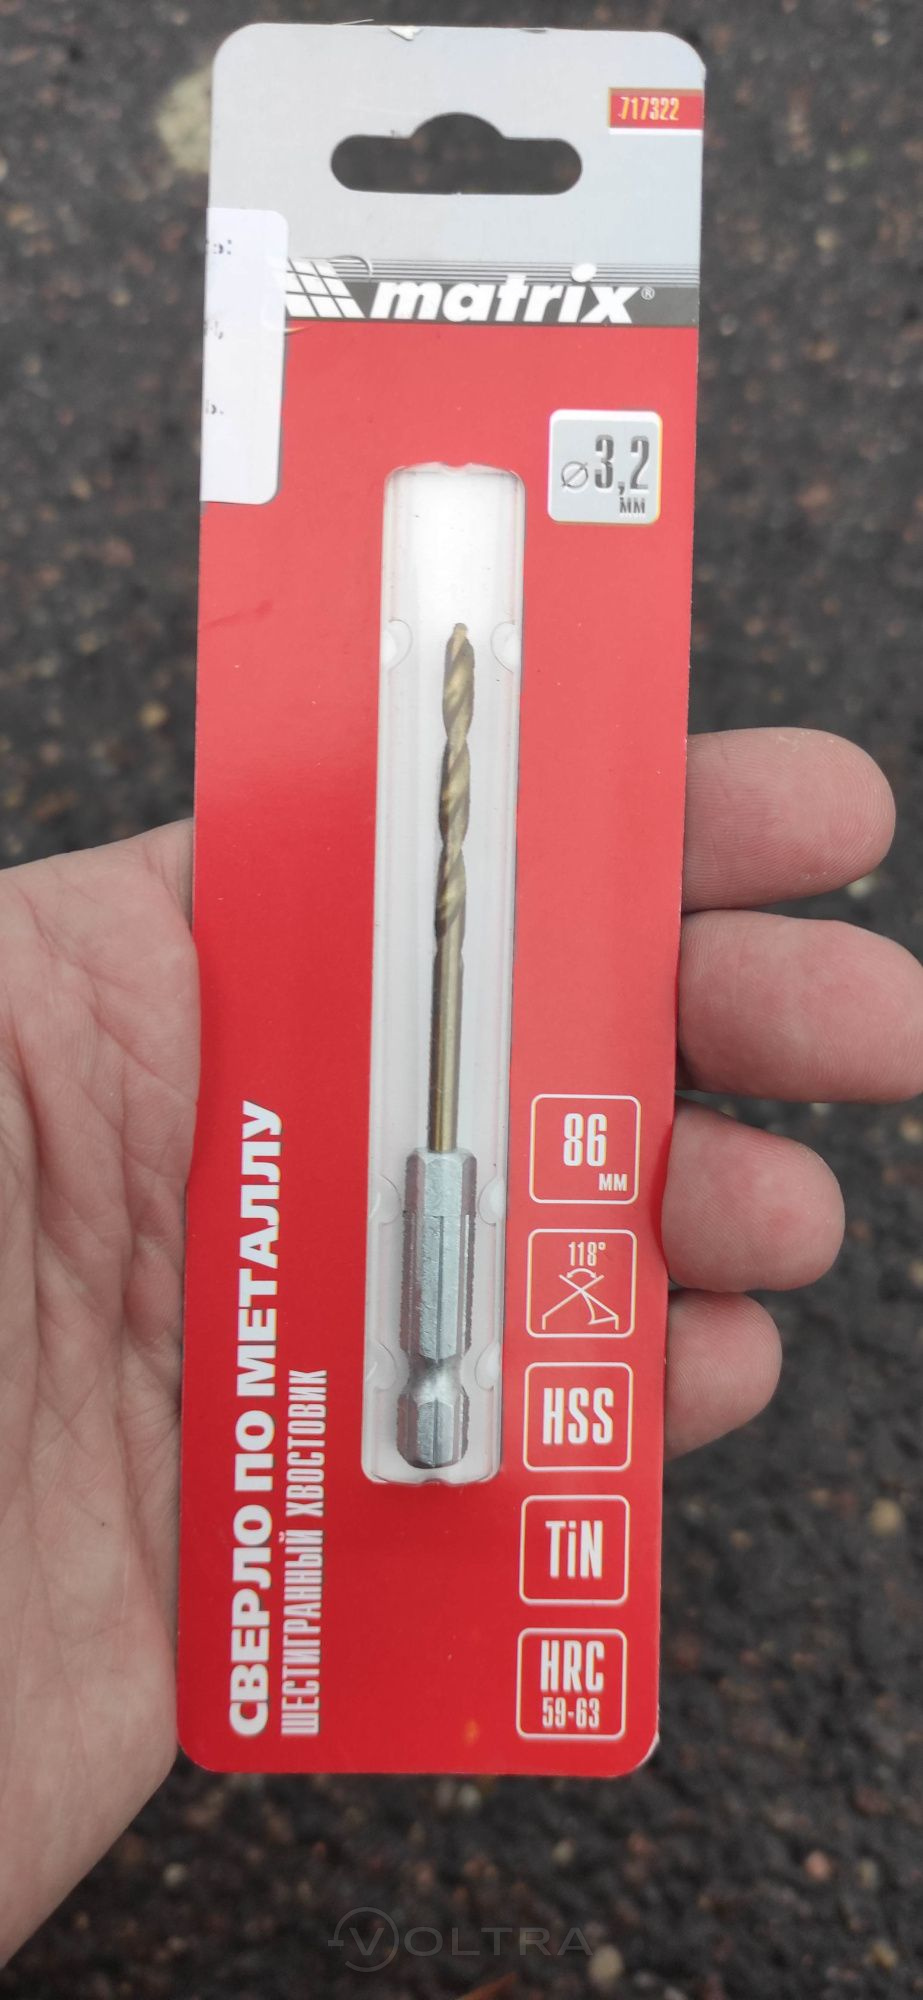 717322
matrix®
⌀3,2
мм
86
мм
118°
HSS
TiN
HRC
59-63
СВЕРЛО ПО МЕТАЛЛУ
ШЕСТИГРАННЫЙ ХВОСТОВИК
VOLTRA